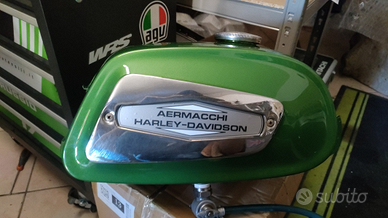 agv
WRS
AERMACCHI
HARLEY-DAVIDSON
subito